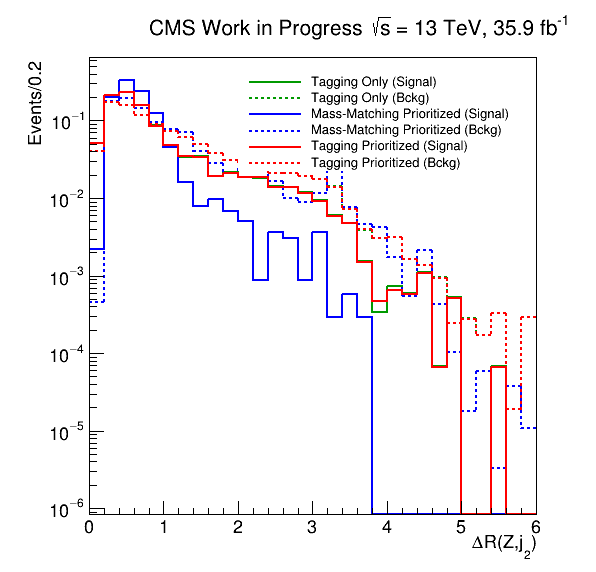 CMS Work in Progress √s = 13 TeV, 35.9 fb⁻¹
Events/0.2
Tagging Only (Signal)
Tagging Only (Bckg)
Mass-Matching Prioritized (Signal)
Mass-Matching Prioritized (Bckg)
Tagging Prioritized (Signal)
Tagging Prioritized (Bckg)
10⁻¹
10⁻²
10⁻³
10⁻⁴
10⁻⁵
10⁻⁶
0 1 2 3 4 5 6
ΔR(Z,j₂)